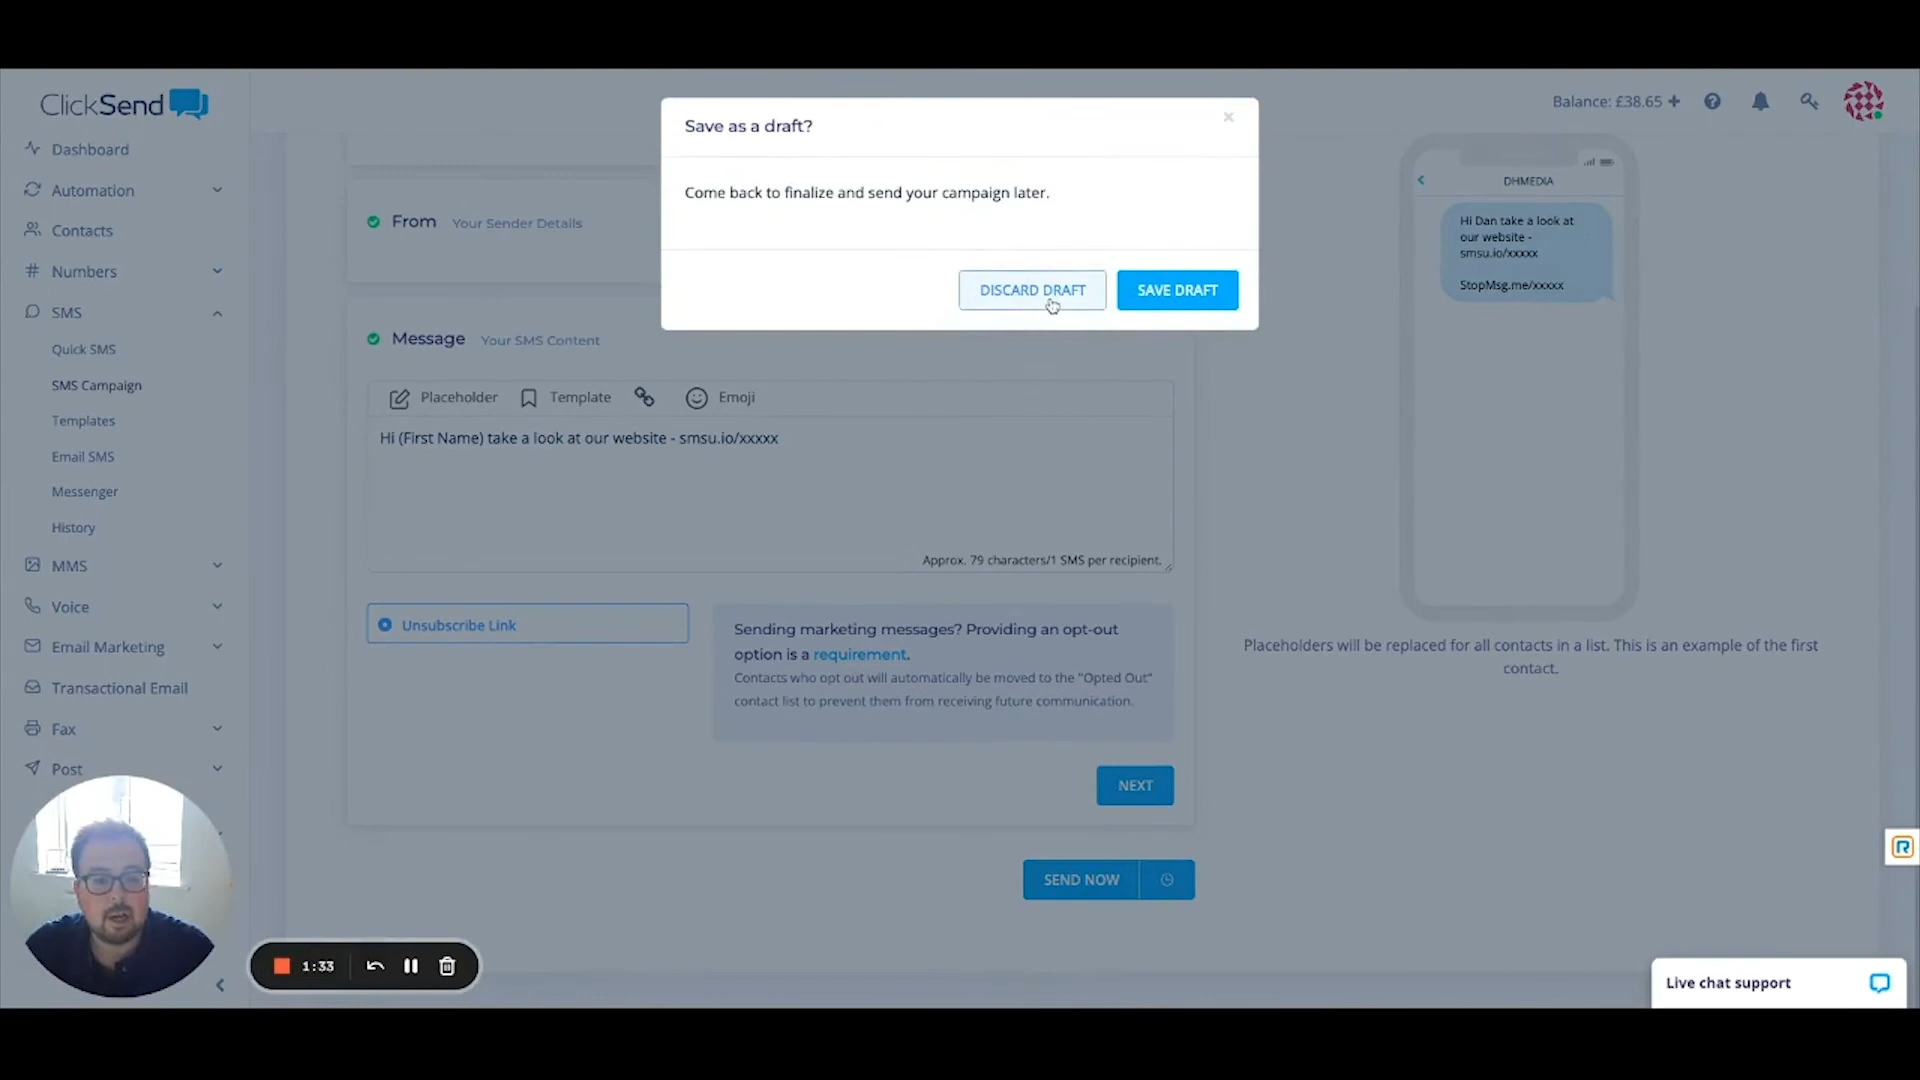 ClickSend
Dashboard
Automation
Contacts
Numbers
SMS
Quick SMS
SMS Campaign
Templates
Email SMS
Messenger
History
MMS
Voice
Email Marketing
Transactional Email
Fax
Post
Balance: £38.65
Save as a draft?
Come back to finalize and send your campaign later.
DISCARD DRAFT
SAVE DRAFT
From Your Sender Details
Message Your SMS Content
Placeholder Template Emoji
Hi (First Name) take a look at our website - smsu.io/xxxxx
Approx. 79 characters/1 SMS per recipient.
Unsubscribe Link
Sending marketing messages? Providing an opt-out
option is a requirement.
Contacts who opt out will automatically be moved to the "Opted Out"
contact list to prevent them from receiving future communication.
NEXT
SEND NOW
DHMEDIA
Hi Dan take a look at
our website -
smsu.io/xxxxx
StopMsg.me/xxxxx
Placeholders will be replaced for all contacts in a list. This is an example of the first
contact.
1:33
Live chat support